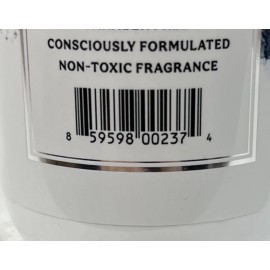 CONSCIOUSLY FORMULATED
NON-TOXIC FRAGRANCE
8 59598 00237 4